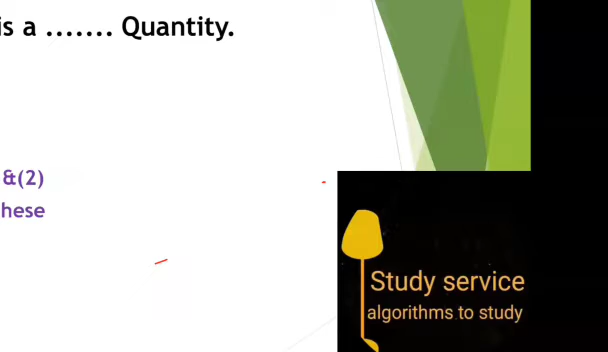 is a ....... Quantity.
&(2)
hese
Study service
algorithms to study